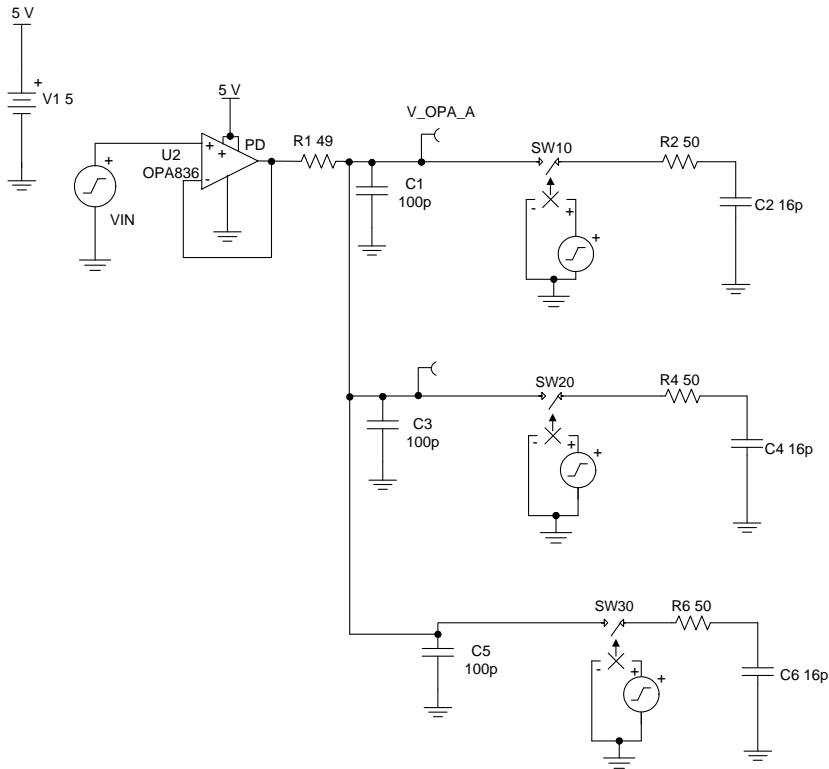 5 V
+
V1 5
+
VIN
U2
OPA836
+
-
+
5 V
PD
R1 49
C1
100p
V_OPA_A
SW10
- +
+
R2 50
C2 16p
C3
100p
SW20
- +
+
R4 50
C4 16p
C5
100p
SW30
- +
+
R6 50
C6 16p